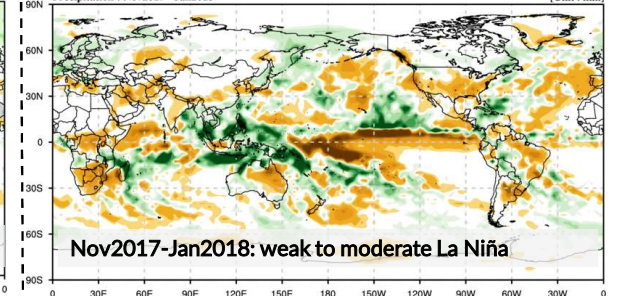 90N
60N
30N
0
30S
60S
90S
Nov2017-Jan2018: weak to moderate La Niña
0 30E 60E 90E 120E 150E 180 150W 120W 90W 60W 30W 0
0